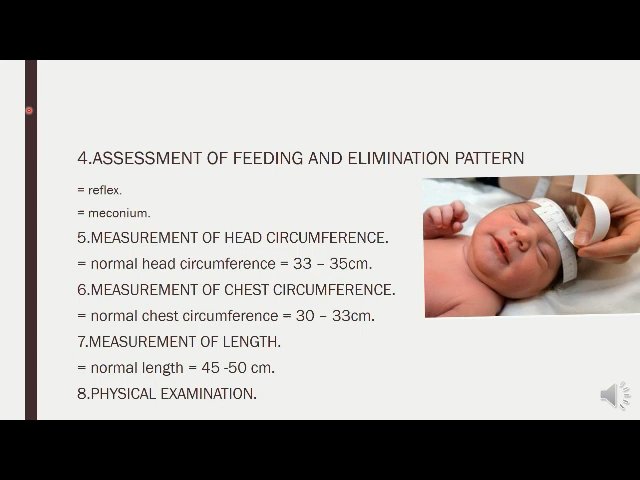 4.ASSESSMENT OF FEEDING AND ELIMINATION PATTERN
= reflex.
= meconium.
5.MEASUREMENT OF HEAD CIRCUMFERENCE.
= normal head circumference = 33 – 35cm.
6.MEASUREMENT OF CHEST CIRCUMFERENCE.
= normal chest circumference = 30 – 33cm.
7.MEASUREMENT OF LENGTH.
= normal length = 45 -50 cm.
8.PHYSICAL EXAMINATION.